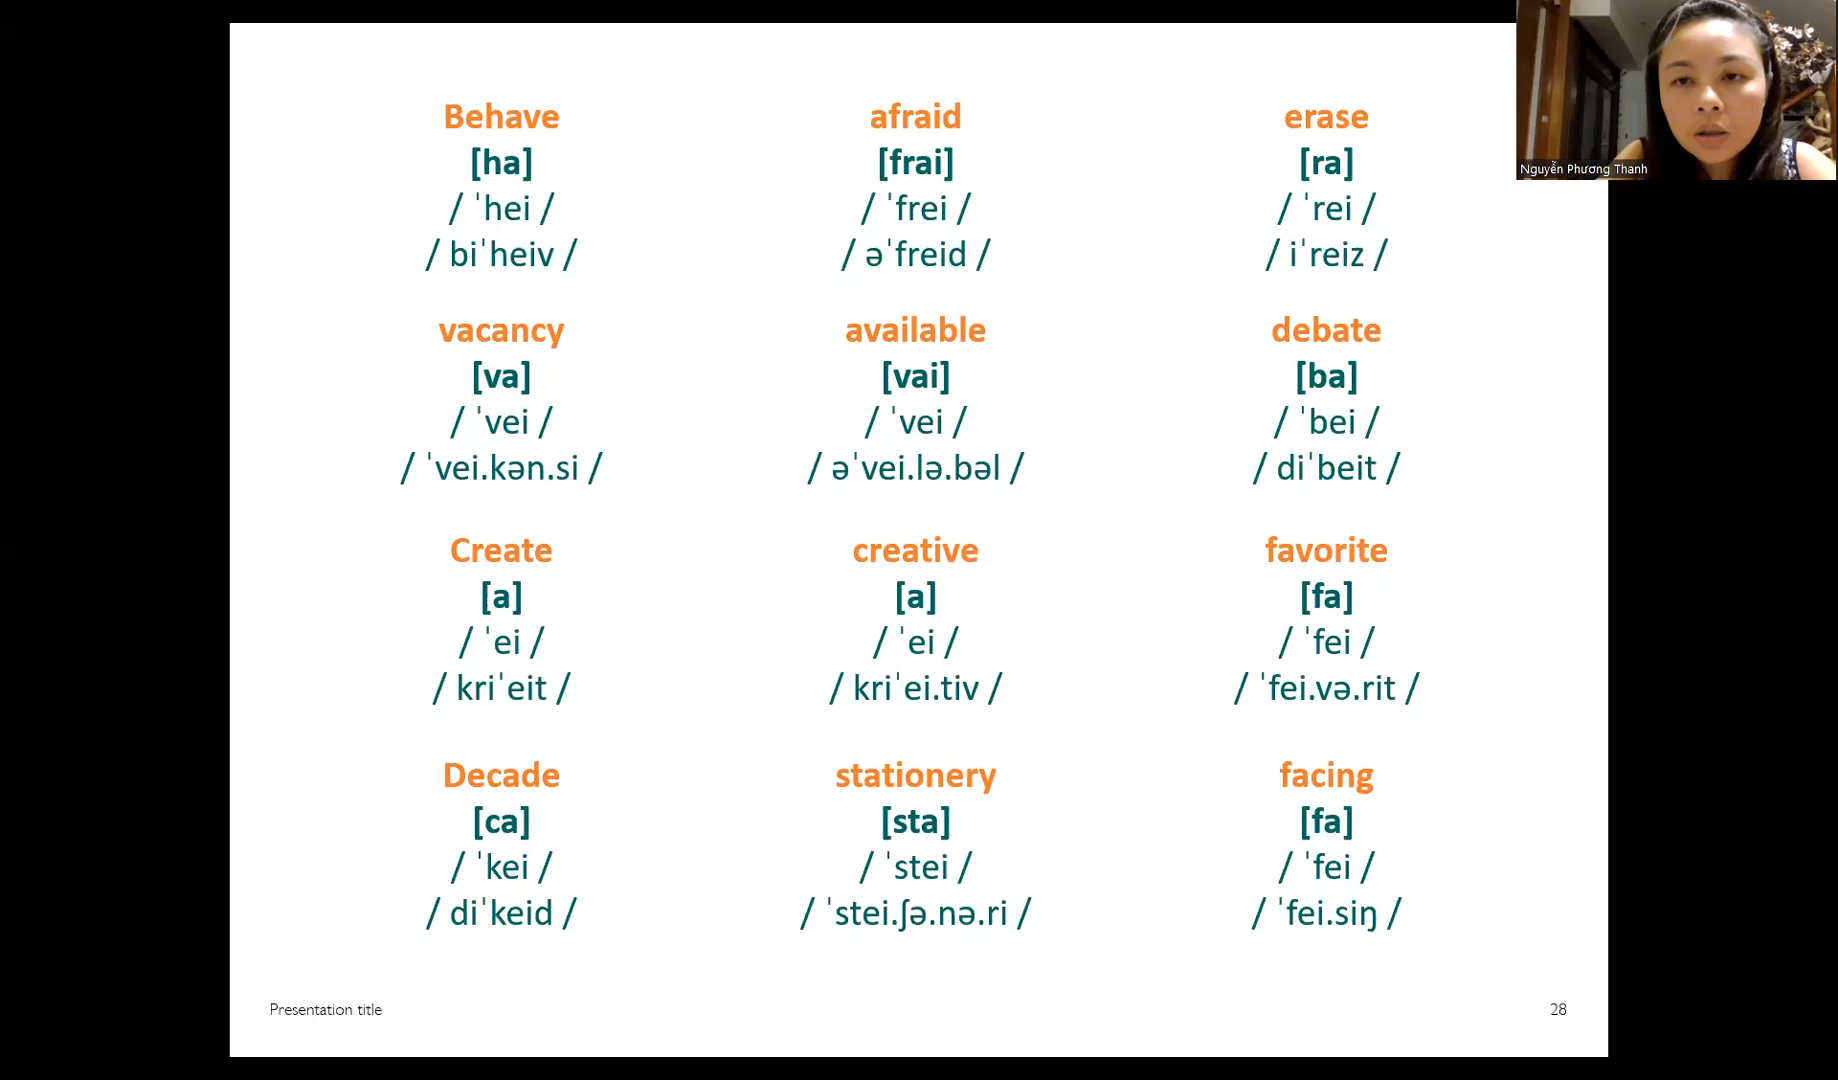 Behave
[ha]
/ ˈhei /
/ biˈheiv /
afraid
[frai]
/ ˈfrei /
/ əˈfreid /
erase
[ra]
/ ˈrei /
/ iˈreiz /
vacancy
[va]
/ ˈvei /
/ ˈvei.kən.si /
available
[vai]
/ ˈvei /
/ əˈvei.lə.bəl /
debate
[ba]
/ ˈbei /
/ diˈbeit /
Create
[a]
/ ˈei /
/ kriˈeit /
creative
[a]
/ ˈei /
/ kriˈei.tiv /
favorite
[fa]
/ ˈfei /
/ ˈfei.və.rit /
Decade
[ca]
/ ˈkei /
/ diˈkeid /
stationery
[sta]
/ ˈstei /
/ ˈstei.ʃə.nə.ri /
facing
[fa]
/ ˈfei /
/ ˈfei.siŋ /
Presentation title
28
Nguyễn Phương Thanh